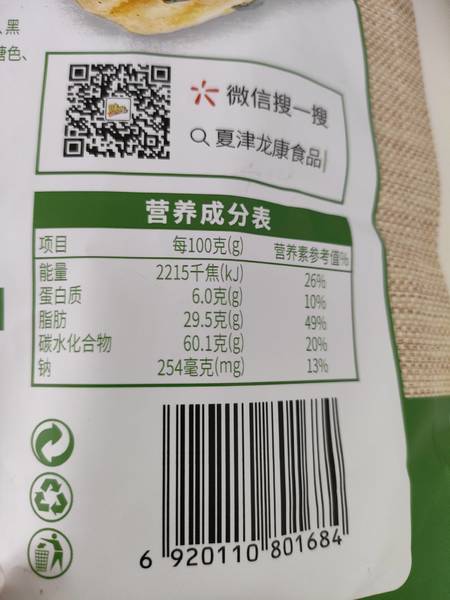 、黑
糖色、
微信搜一搜
夏津龙康食品
营养成分表
项目 每100克(g) 营养素参考值%
能量 2215千焦(kJ) 26%
蛋白质 6.0克(g) 10%
脂肪 29.5克(g) 49%
碳水化合物 60.1克(g) 20%
钠 254毫克(mg) 13%
6 920110 801684